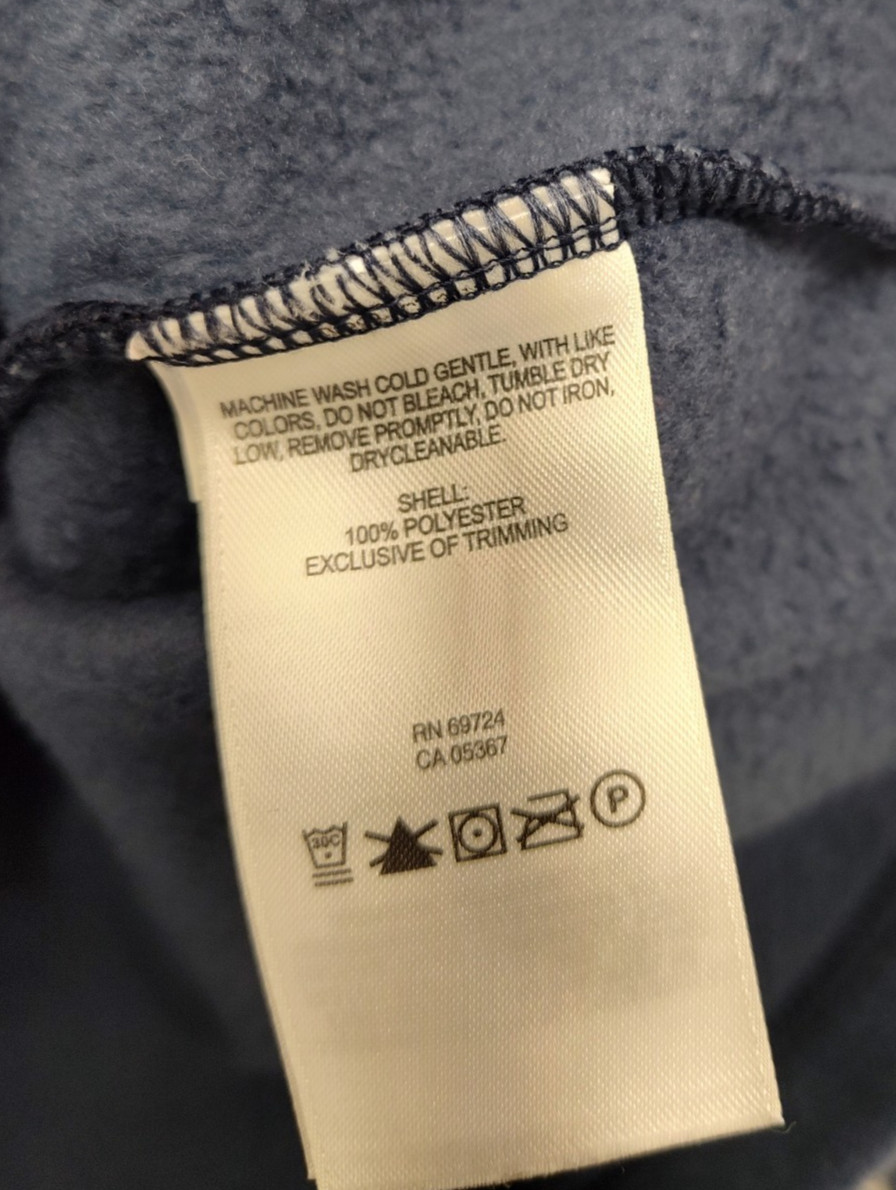 MACHINE WASH COLD GENTLE, WITH LIKE
COLORS, DO NOT BLEACH, TUMBLE DRY
LOW, REMOVE PROMPTLY, DO NOT IRON,
DRYCLEANABLE.
SHELL:
100% POLYESTER
EXCLUSIVE OF TRIMMING
RN 69724
CA 05367
30C
P